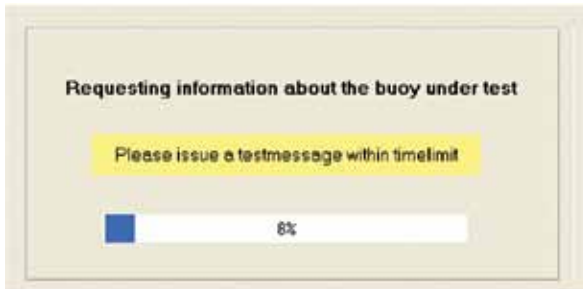 Requesting information about the buoy under test
Please issue a testmessage within timelimit
8%